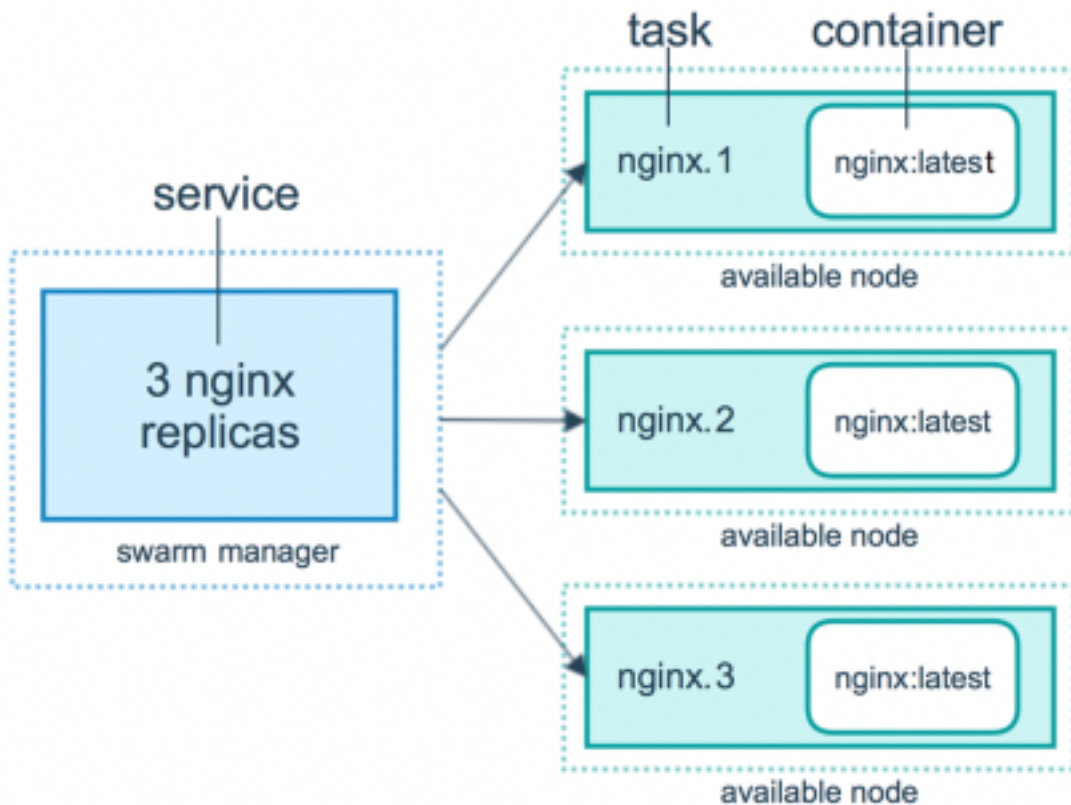 task
container
nginx.1
nginx:latest
available node
service
3 nginx
replicas
swarm manager
nginx.2
nginx:latest
available node
nginx.3
nginx:latest
available node